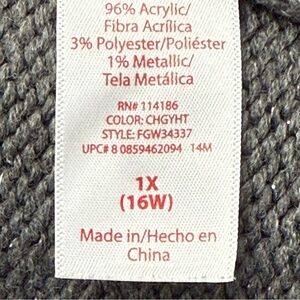 96% Acrylic/
Fibra Acrílica
3% Polyester/Poliéster
1% Metallic/
Tela Metálica
RN# 114186
COLOR: CHGYHT
STYLE: FGW34337
UPC# 8 0859462094 14M
1X
(16W)
Made in/Hecho en
China